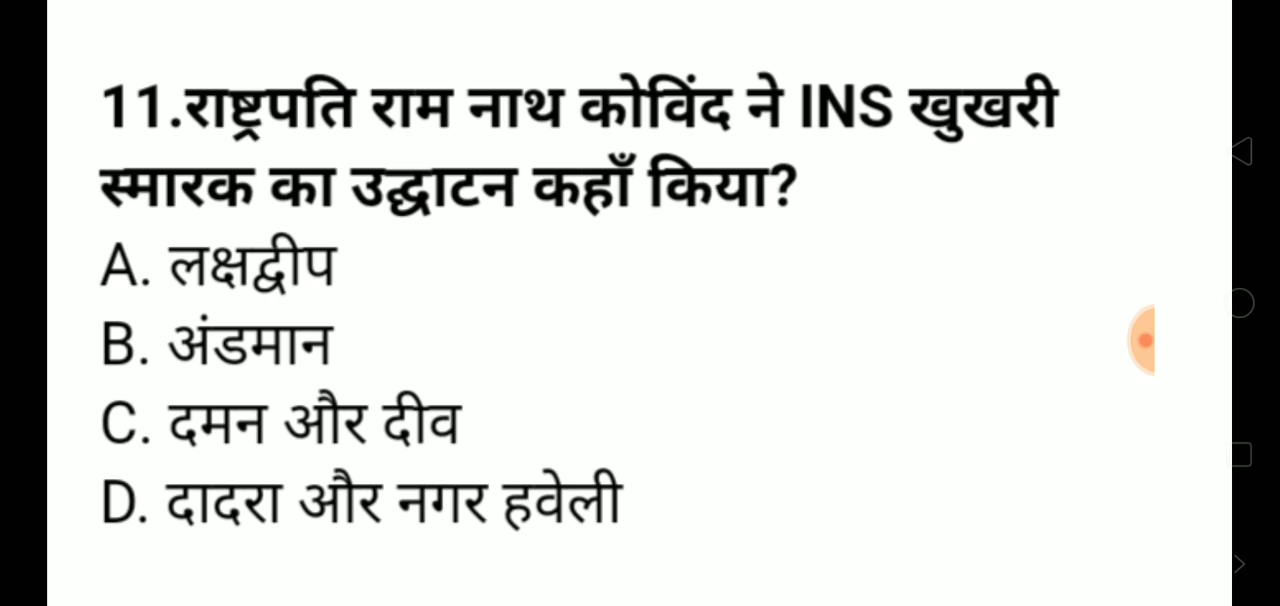 11.राष्ट्रपति राम नाथ कोविंद ने INS खुखरी
स्मारक का उद्घाटन कहाँ किया?
A. लक्षद्वीप
B. अंडमान
C. दमन और दीव
D. दादरा और नगर हवेली